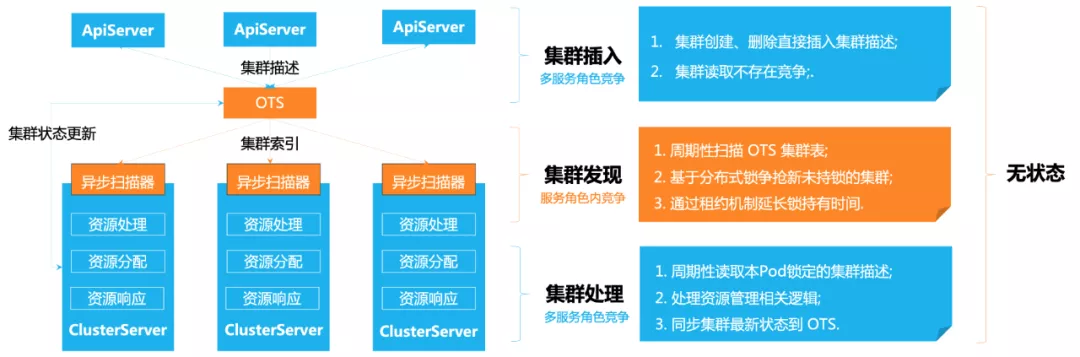 ApiServer
ApiServer
ApiServer
集群描述
OTS
集群状态更新
集群索引
异步扫描器
异步扫描器
异步扫描器
资源处理
资源处理
资源处理
资源分配
资源分配
资源分配
资源响应
资源响应
资源响应
ClusterServer
ClusterServer
ClusterServer
集群插入
多服务角色竞争
1. 集群创建、删除直接插入集群描述;
2. 集群读取不存在竞争;.
集群发现
服务角色内竞争
1. 周期性扫描 OTS 集群表;
2. 基于分布式锁争抢新未持锁的集群;
3. 通过租约机制延长锁持有时间.
集群处理
多服务角色竞争
1. 周期性读取本Pod锁定的集群描述;
2. 处理资源管理相关逻辑;
3. 同步集群最新状态到 OTS.
无状态